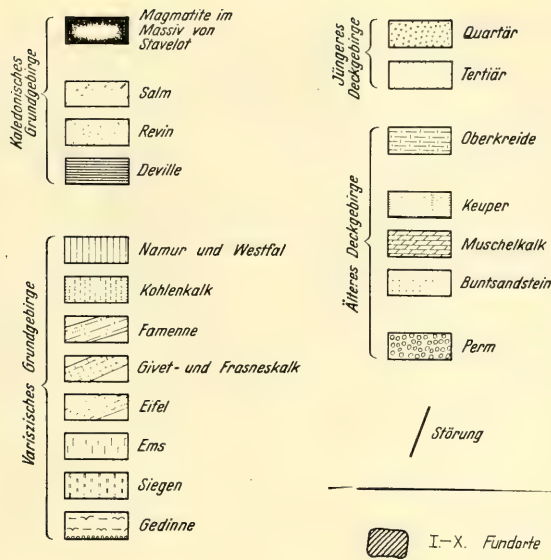 Kaledonisches
Grundgebirge
Magmatite im
Massiv von
Stavelot
Salm
Revin
Deville
Variszisches Grundgebirge
Namur und Westfal
Kohlenkalk
Famenne
Givet- und Frasneskalk
Eifel
Ems
Siegen
Gedinne
Jüngeres
Deckgebirge
Quartär
Tertiär
Älteres Deckgebirge
Oberkreide
Keuper
Muschelkalk
Buntsandstein
Perm
Störung
I.-X. Fundorte